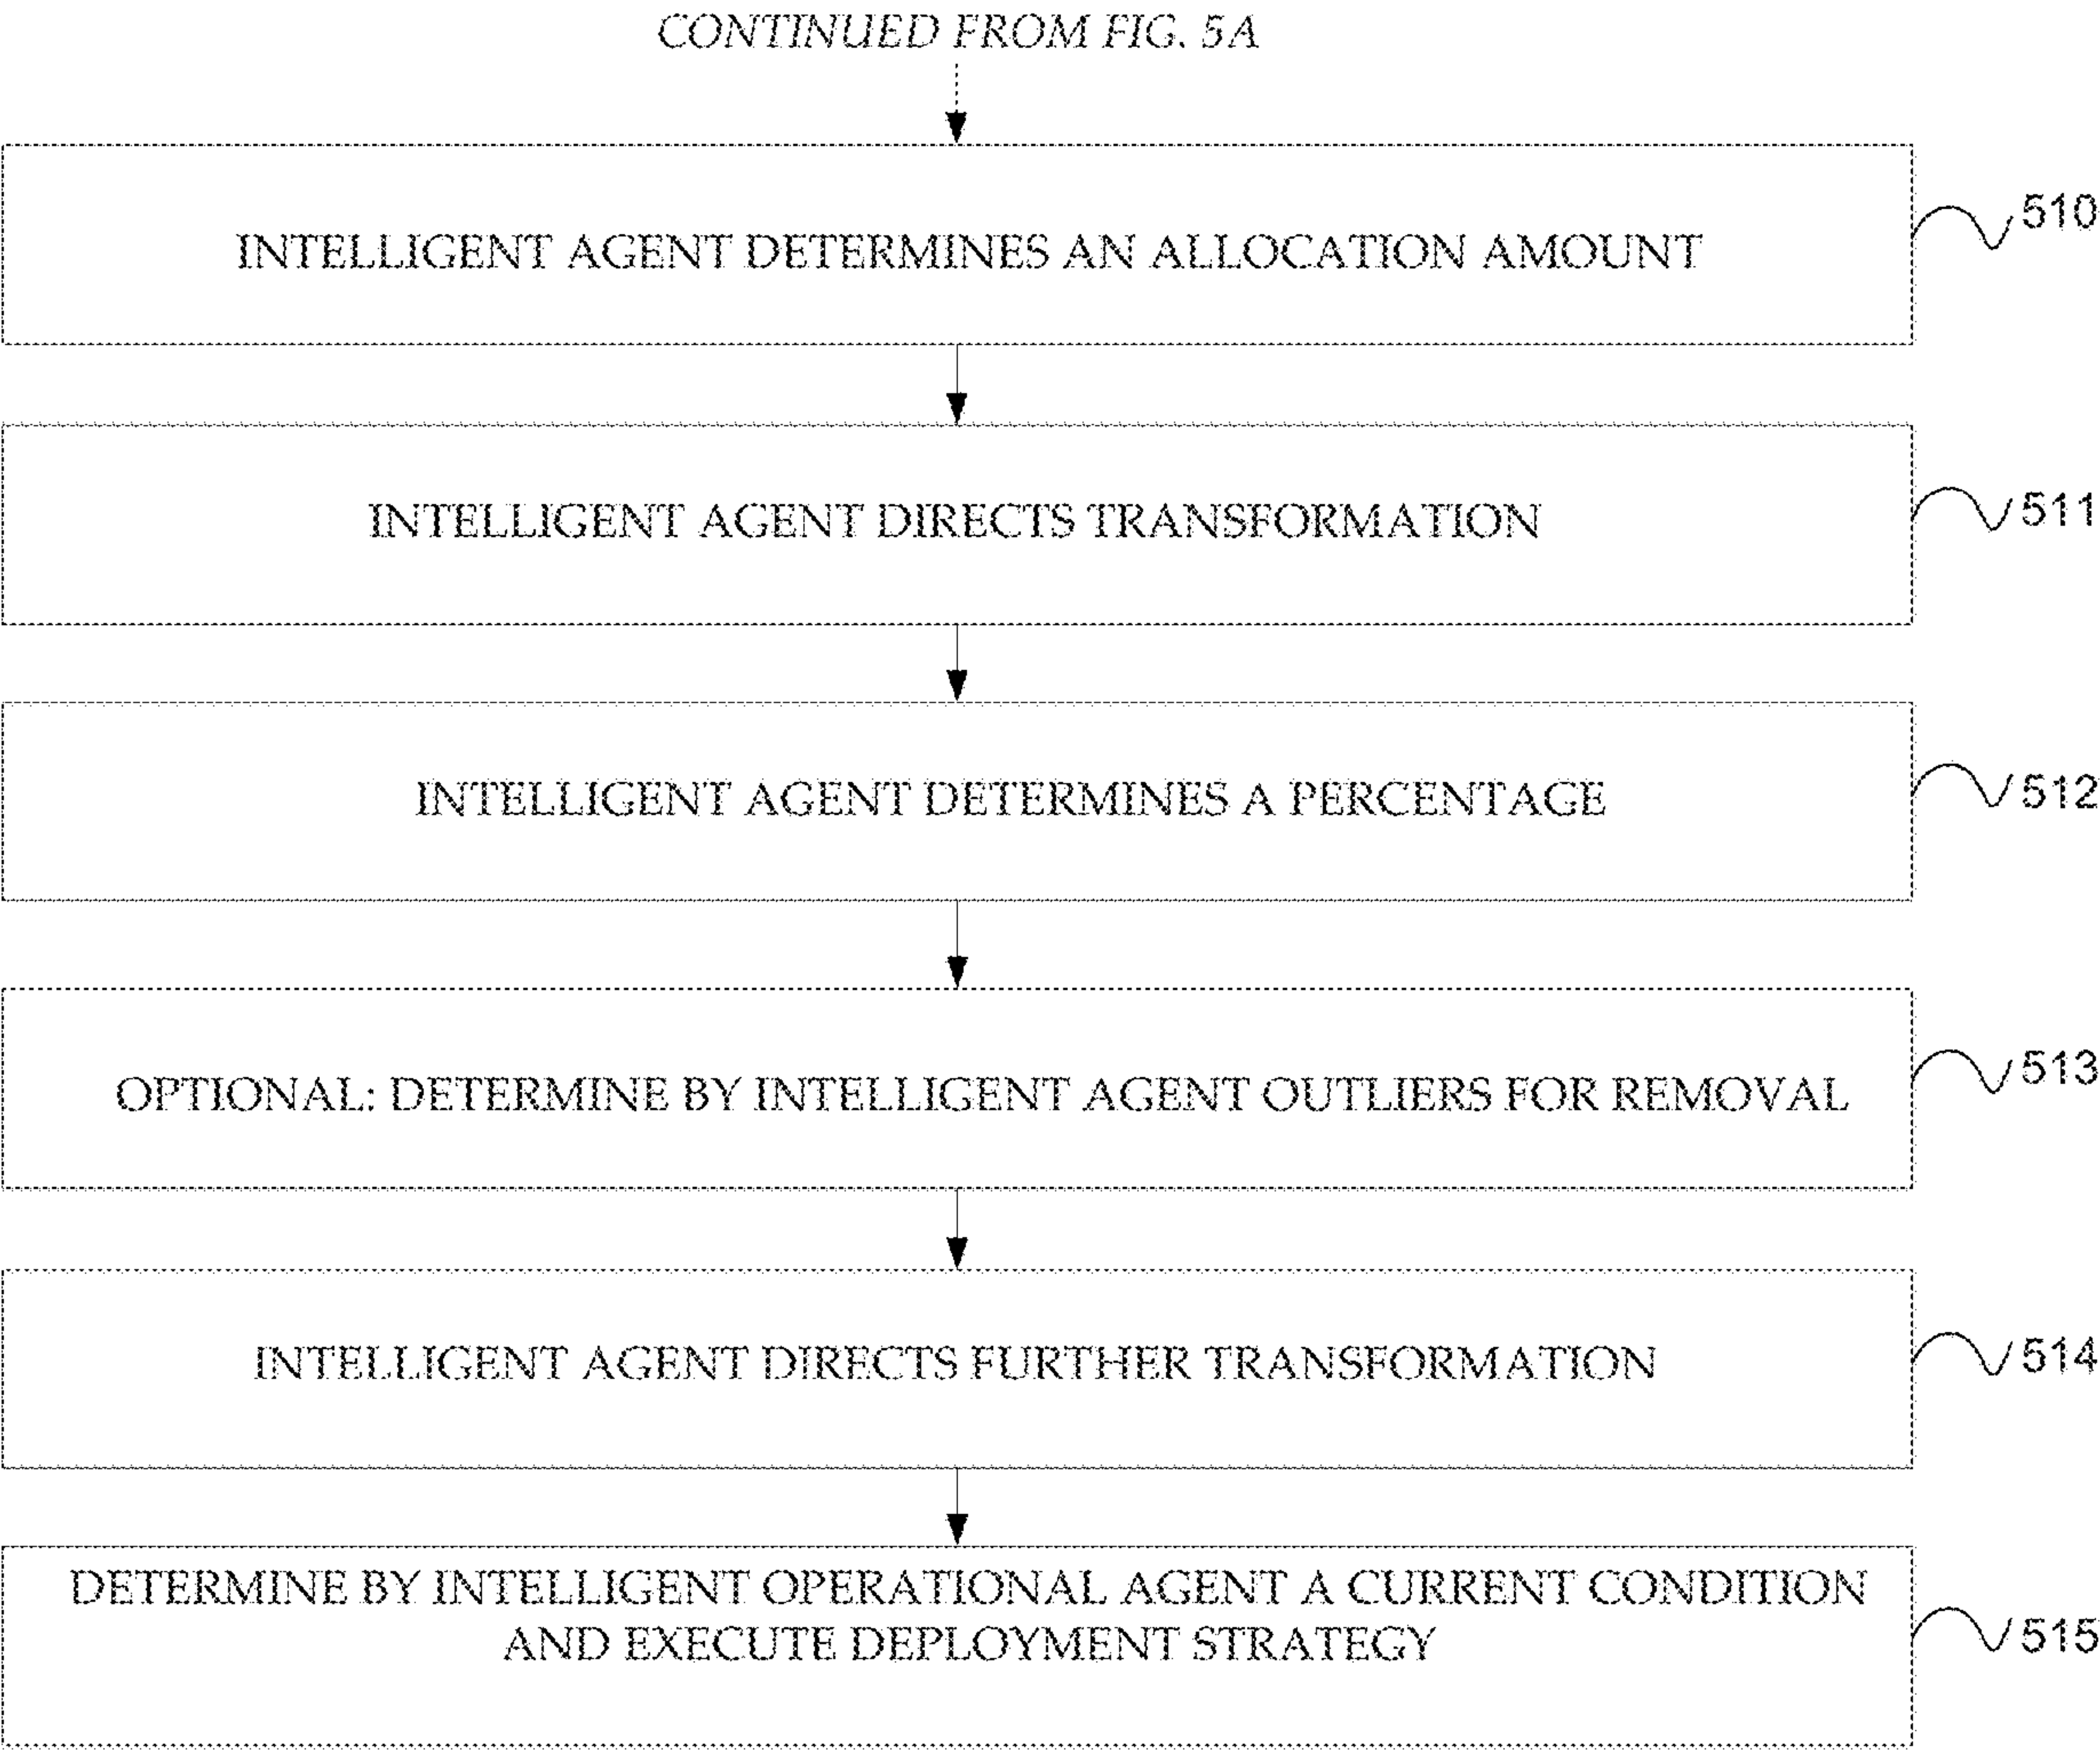 CONTINUED FROM FIG. 5A
INTELLIGENT AGENT DETERMINES AN ALLOCATION AMOUNT
510
INTELLIGENT AGENT DIRECTS TRANSFORMATION
511
INTELLIGENT AGENT DETERMINES A PERCENTAGE
512
OPTIONAL: DETERMINE BY INTELLIGENT AGENT OUTLIERS FOR REMOVAL
513
INTELLIGENT AGENT DIRECTS FURTHER TRANSFORMATION
514
DETERMINE BY INTELLIGENT OPERATIONAL AGENT A CURRENT CONDITION
AND EXECUTE DEPLOYMENT STRATEGY
515